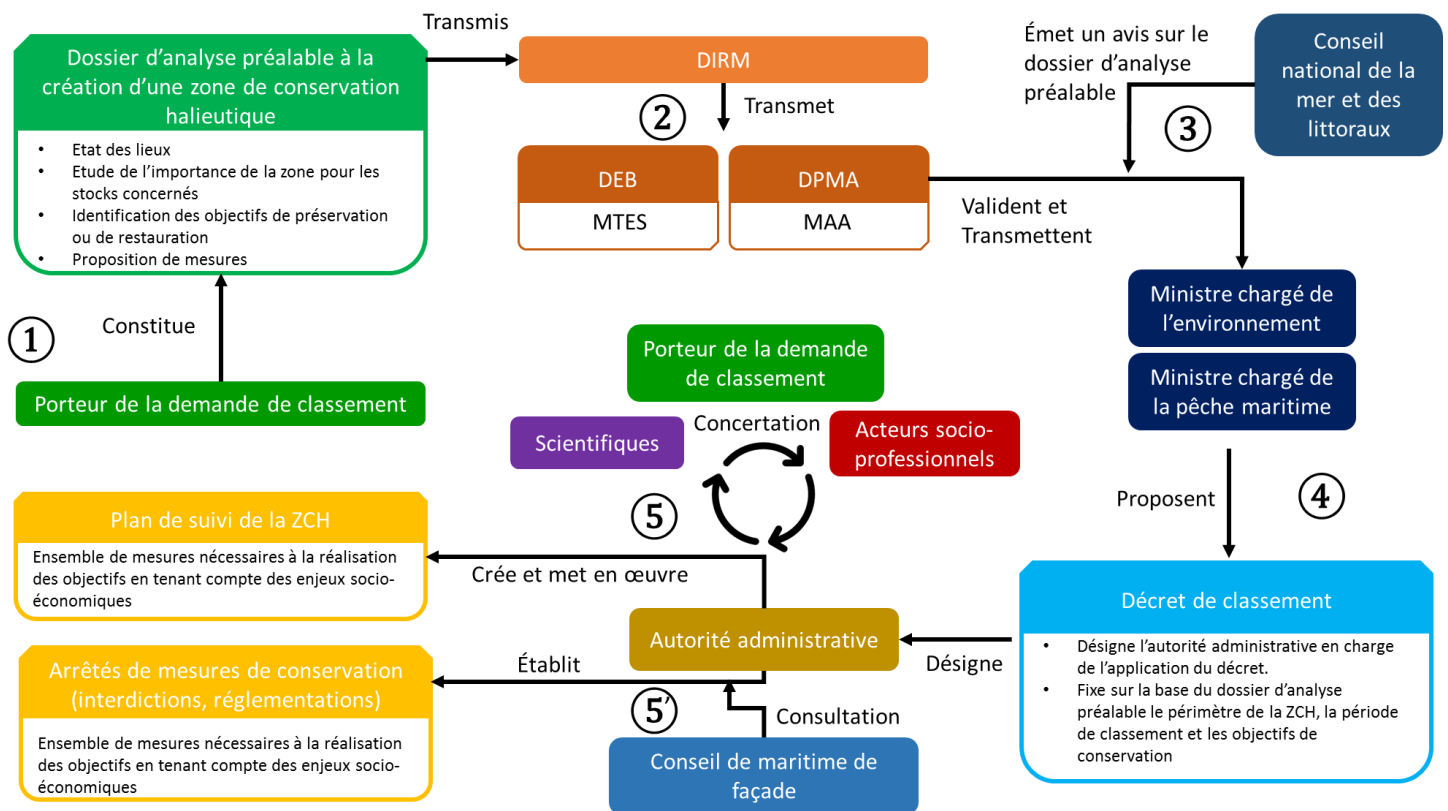 Dossier d'analyse préalable à la
création d'une zone de conservation
halieutique
• Etat des lieux
• Etude de l'importance de la zone pour les
stocks concernés
• Identification des objectifs de préservation
ou de restauration
• Proposition de mesures
Transmis
DIRM
2
Transmet
DEB
MTES
DPMA
MAA
Émet un avis sur le
dossier d'analyse
préalable
3
Conseil
national de la
mer et des
littoraux
Valident et
Transmettent
1
Constitue
Porteur de la demande de classement
Ministre chargé de
l'environnement
Ministre chargé de
la pêche maritime
Porteur de la demande
de classement
Scientifiques
Concertation
Acteurs socio-
professionnels
Proposent
4
Plan de suivi de la ZCH
Ensemble de mesures nécessaires à la réalisation
des objectifs en tenant compte des enjeux socio-
économiques
5
Crée et met en œuvre
Autorité administrative
Désigne
Décret de classement
• Désigne l'autorité administrative en charge
de l'application du décret.
• Fixe sur la base du dossier d'analyse
préalable le périmètre de la ZCH, la période
de classement et les objectifs de
conservation
Arrêtés de mesures de conservation
(interdictions, réglementations)
Ensemble de mesures nécessaires à la réalisation
des objectifs en tenant compte des enjeux socio-
économiques
Établit
5'
Consultation
Conseil de maritime de
façade